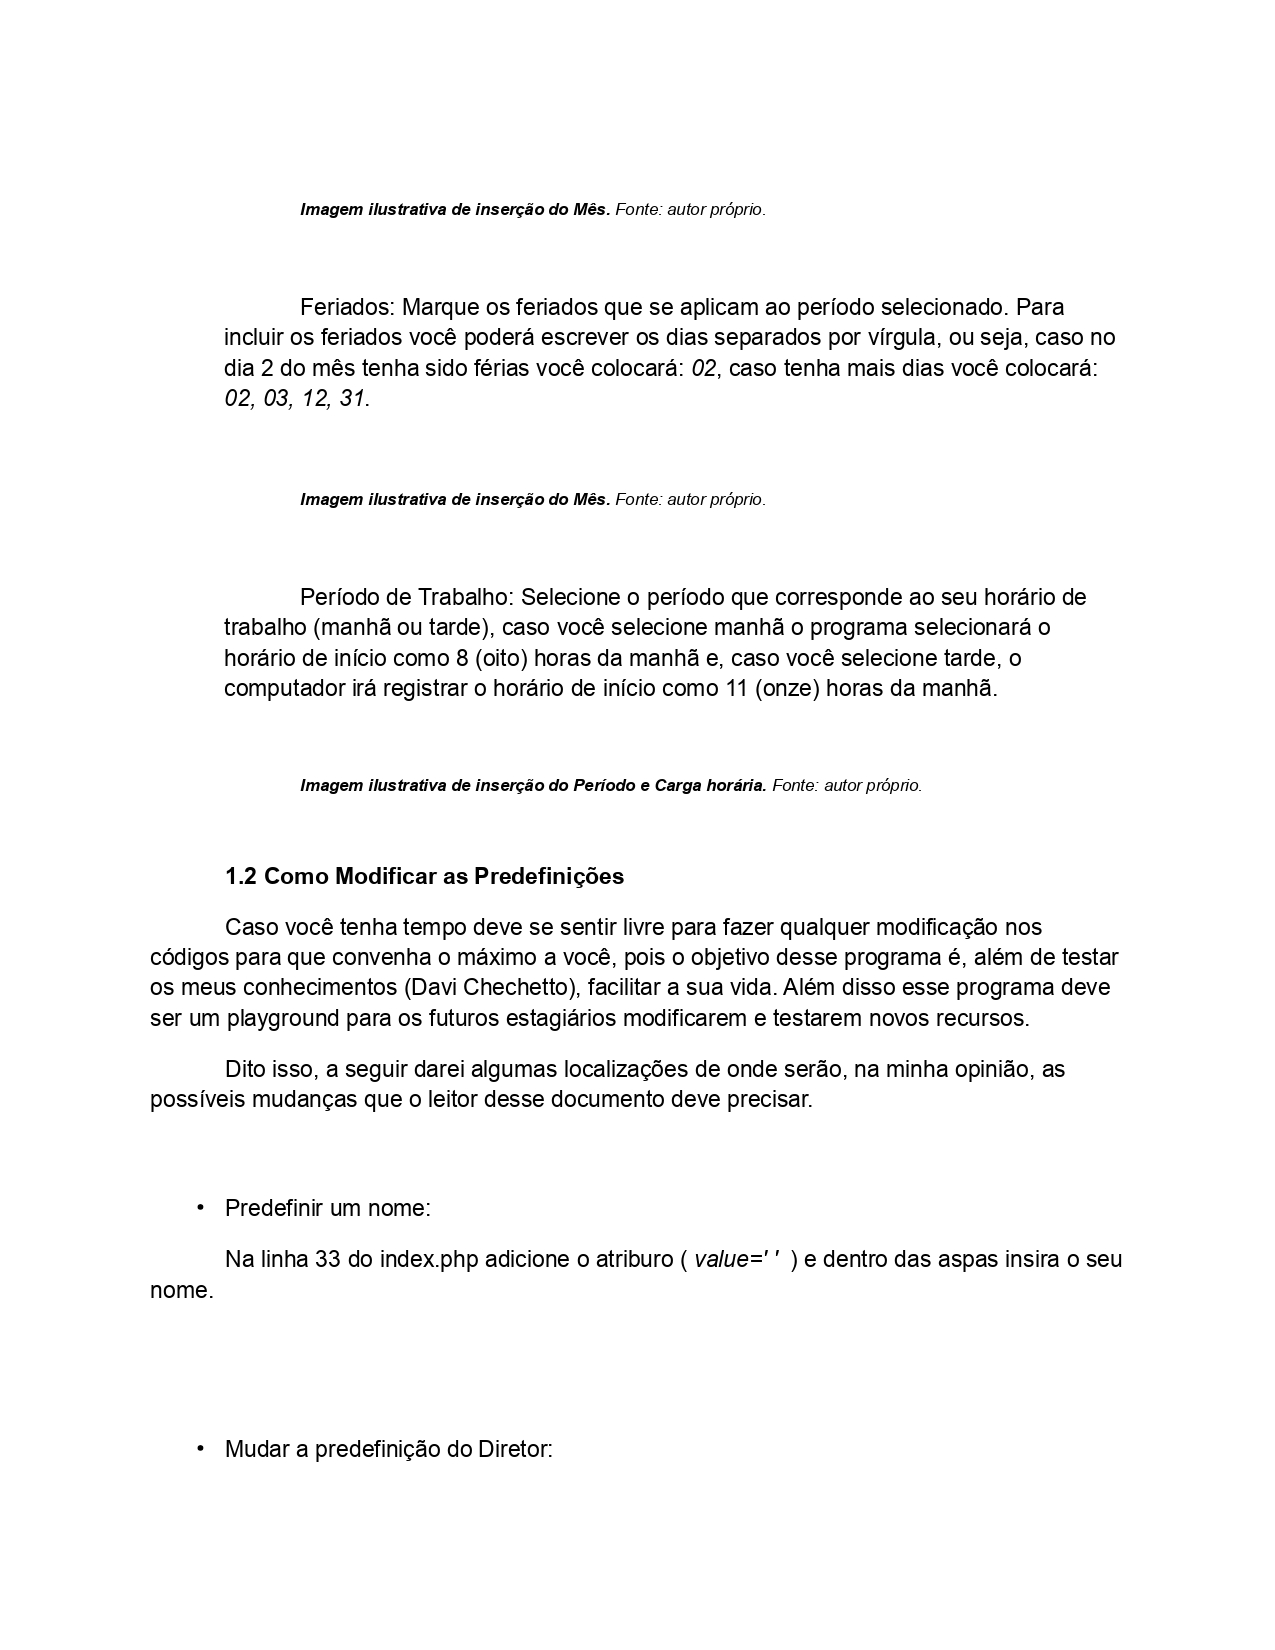 Imagem ilustrativa de inserção do Mês. Fonte: autor próprio.
Feriados: Marque os feriados que se aplicam ao período selecionado. Para
incluir os feriados você poderá escrever os dias separados por vírgula, ou seja, caso no
dia 2 do mês tenha sido férias você colocará: 02, caso tenha mais dias você colocará:
02, 03, 12, 31.
Imagem ilustrativa de inserção do Mês. Fonte: autor próprio.
Período de Trabalho: Selecione o período que corresponde ao seu horário de
trabalho (manhã ou tarde), caso você selecione manhã o programa selecionará o
horário de início como 8 (oito) horas da manhã e, caso você selecione tarde, o
computador irá registrar o horário de início como 11 (onze) horas da manhã.
Imagem ilustrativa de inserção do Período e Carga horária. Fonte: autor próprio.
1.2 Como Modificar as Predefinições
Caso você tenha tempo deve se sentir livre para fazer qualquer modificação nos
códigos para que convenha o máximo a você, pois o objetivo desse programa é, além de testar
os meus conhecimentos (Davi Chechetto), facilitar a sua vida. Além disso esse programa deve
ser um playground para os futuros estagiários modificarem e testarem novos recursos.
Dito isso, a seguir darei algumas localizações de onde serão, na minha opinião, as
possíveis mudanças que o leitor desse documento deve precisar.
• Predefinir um nome:
Na linha 33 do index.php adicione o atriburo ( value=' ' ) e dentro das aspas insira o seu
nome.
• Mudar a predefinição do Diretor: